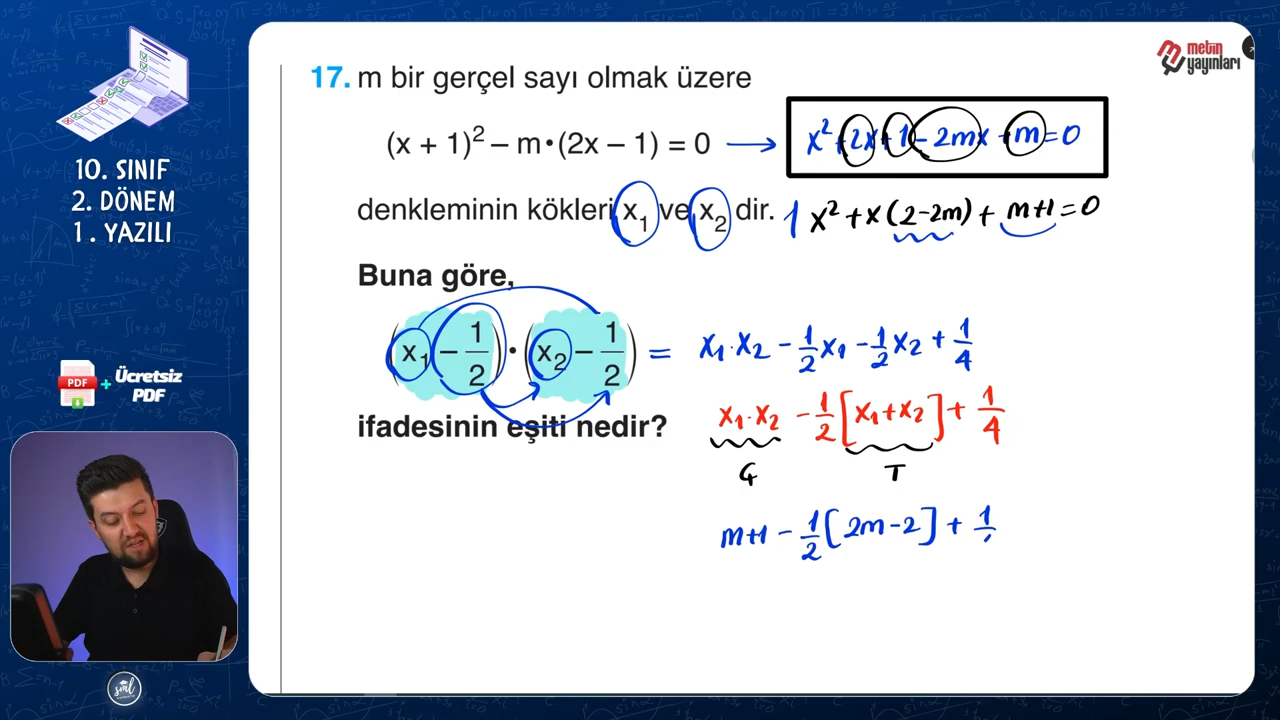 metin yayınları
10. SINIF
2. DÖNEM
1. YAZILI
PDF + Ücretsiz PDF
sml
17. m bir gerçel sayı olmak üzere
(x + 1)² – m•(2x – 1) = 0 → x² + 2x + 1 – 2mx + m = 0
denkleminin kökleri x₁ ve x₂ dir. 1 x² + x(2-2m) + m+1 = 0
Buna göre,
(x₁ – 1/2) • (x₂ – 1/2) = x₁·x₂ – 1/2 x₁ – 1/2 x₂ + 1/4
x₁·x₂ – 1/2 [x₁+x₂] + 1/4
ifadesinin eşiti nedir?
Ç T
m+1 – 1/2 [2m-2] + 1/